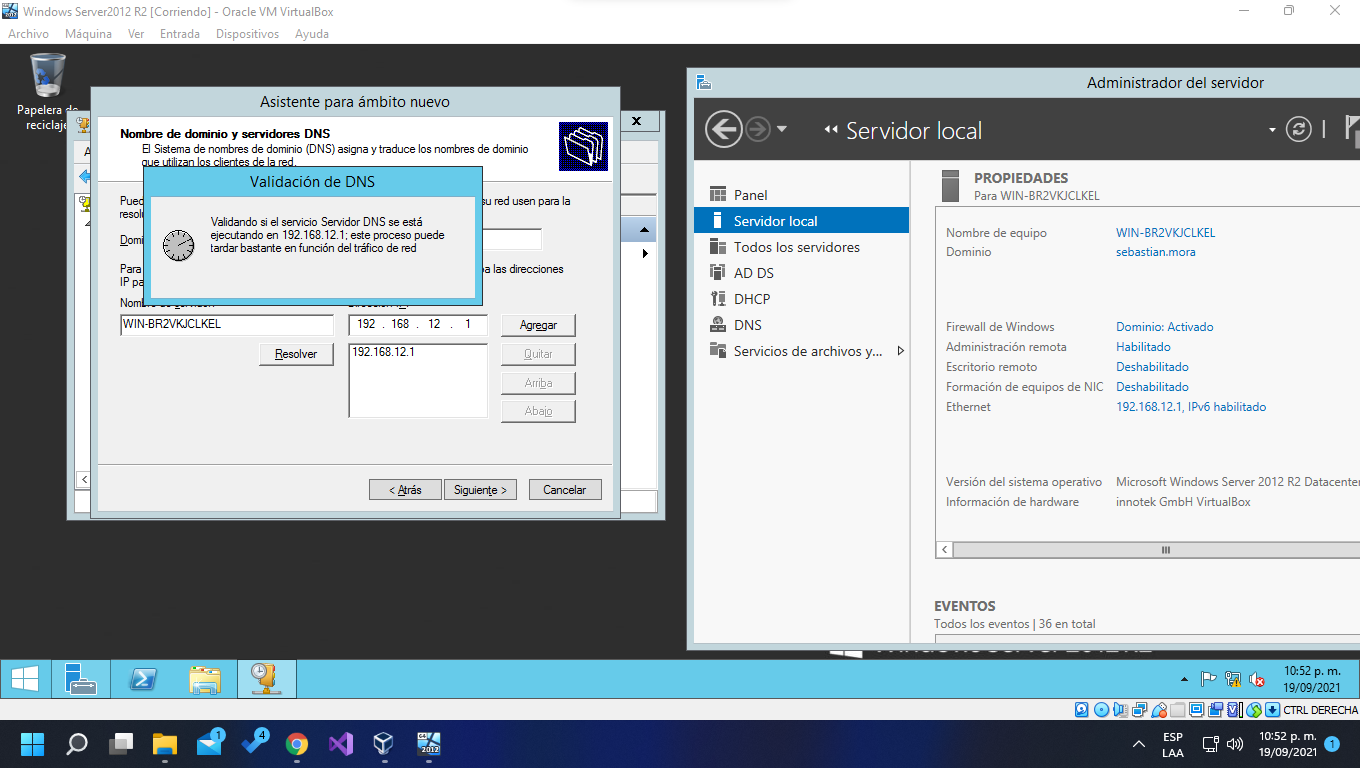 Windows Server2012 R2 [Corriendo] - Oracle VM VirtualBox
Archivo Máquina Ver Entrada Dispositivos Ayuda
Papelera de
reciclaje
Asistente para ámbito nuevo
Nombre de dominio y servidores DNS
El Sistema de nombres de dominio (DNS) asigna y traduce los nombres de dominio
que utilizan los clientes de la red.
Validación de DNS
Validando si el servicio Servidor DNS se está
ejecutando en 192.168.12.1; este proceso puede
tardar bastante en función del tráfico de red
su red usen para la
las direcciones
IP
WIN-BR2VKJCLKEL
192 . 168 . 12 . 1
Agregar
Resolver
192.168.12.1
Quitar
Arriba
Abajo
< Atrás
Siguiente >
Cancelar
Administrador del servidor
Servidor local
Panel
Servidor local
Todos los servidores
AD DS
DHCP
DNS
Servicios de archivos y...
PROPIEDADES
Para WIN-BR2VKJCLKEL
Nombre de equipo WIN-BR2VKJCLKEL
Dominio sebastian.mora
Firewall de Windows Dominio: Activado
Administración remota Habilitado
Escritorio remoto Deshabilitado
Formación de equipos de NIC Deshabilitado
Ethernet 192.168.12.1, IPv6 habilitado
Versión del sistema operativo Microsoft Windows Server 2012 R2 Datacenter
Información de hardware innotek GmbH VirtualBox
EVENTOS
Todos los eventos | 36 en total
10:52 p. m.
19/09/2021
CTRL DERECHA
1
4
64
2012
ESP
LAA
10:52 p. m.
19/09/2021
1